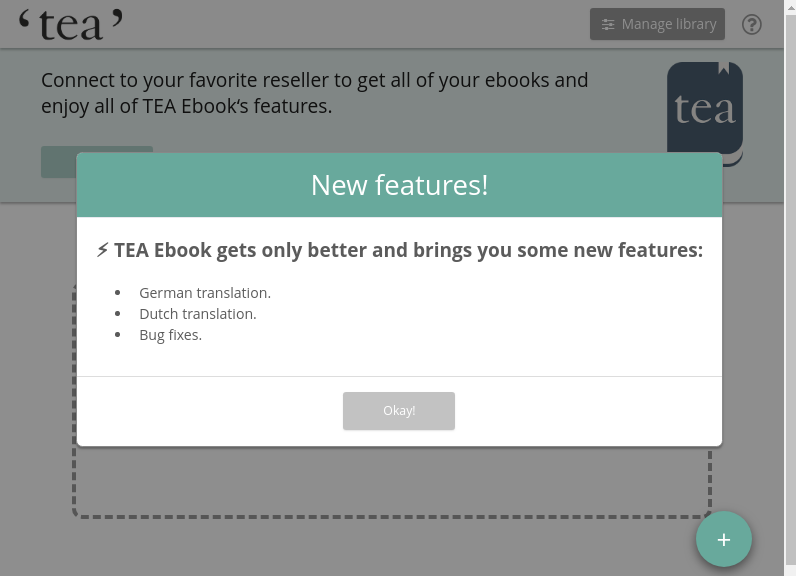 ‘tea’
Manage library
Connect to your favorite reseller to get all of your ebooks and
enjoy all of TEA Ebook‘s features.
tea
New features!
⚡ TEA Ebook gets only better and brings you some new features:
• German translation.
• Dutch translation.
• Bug fixes.
Okay!